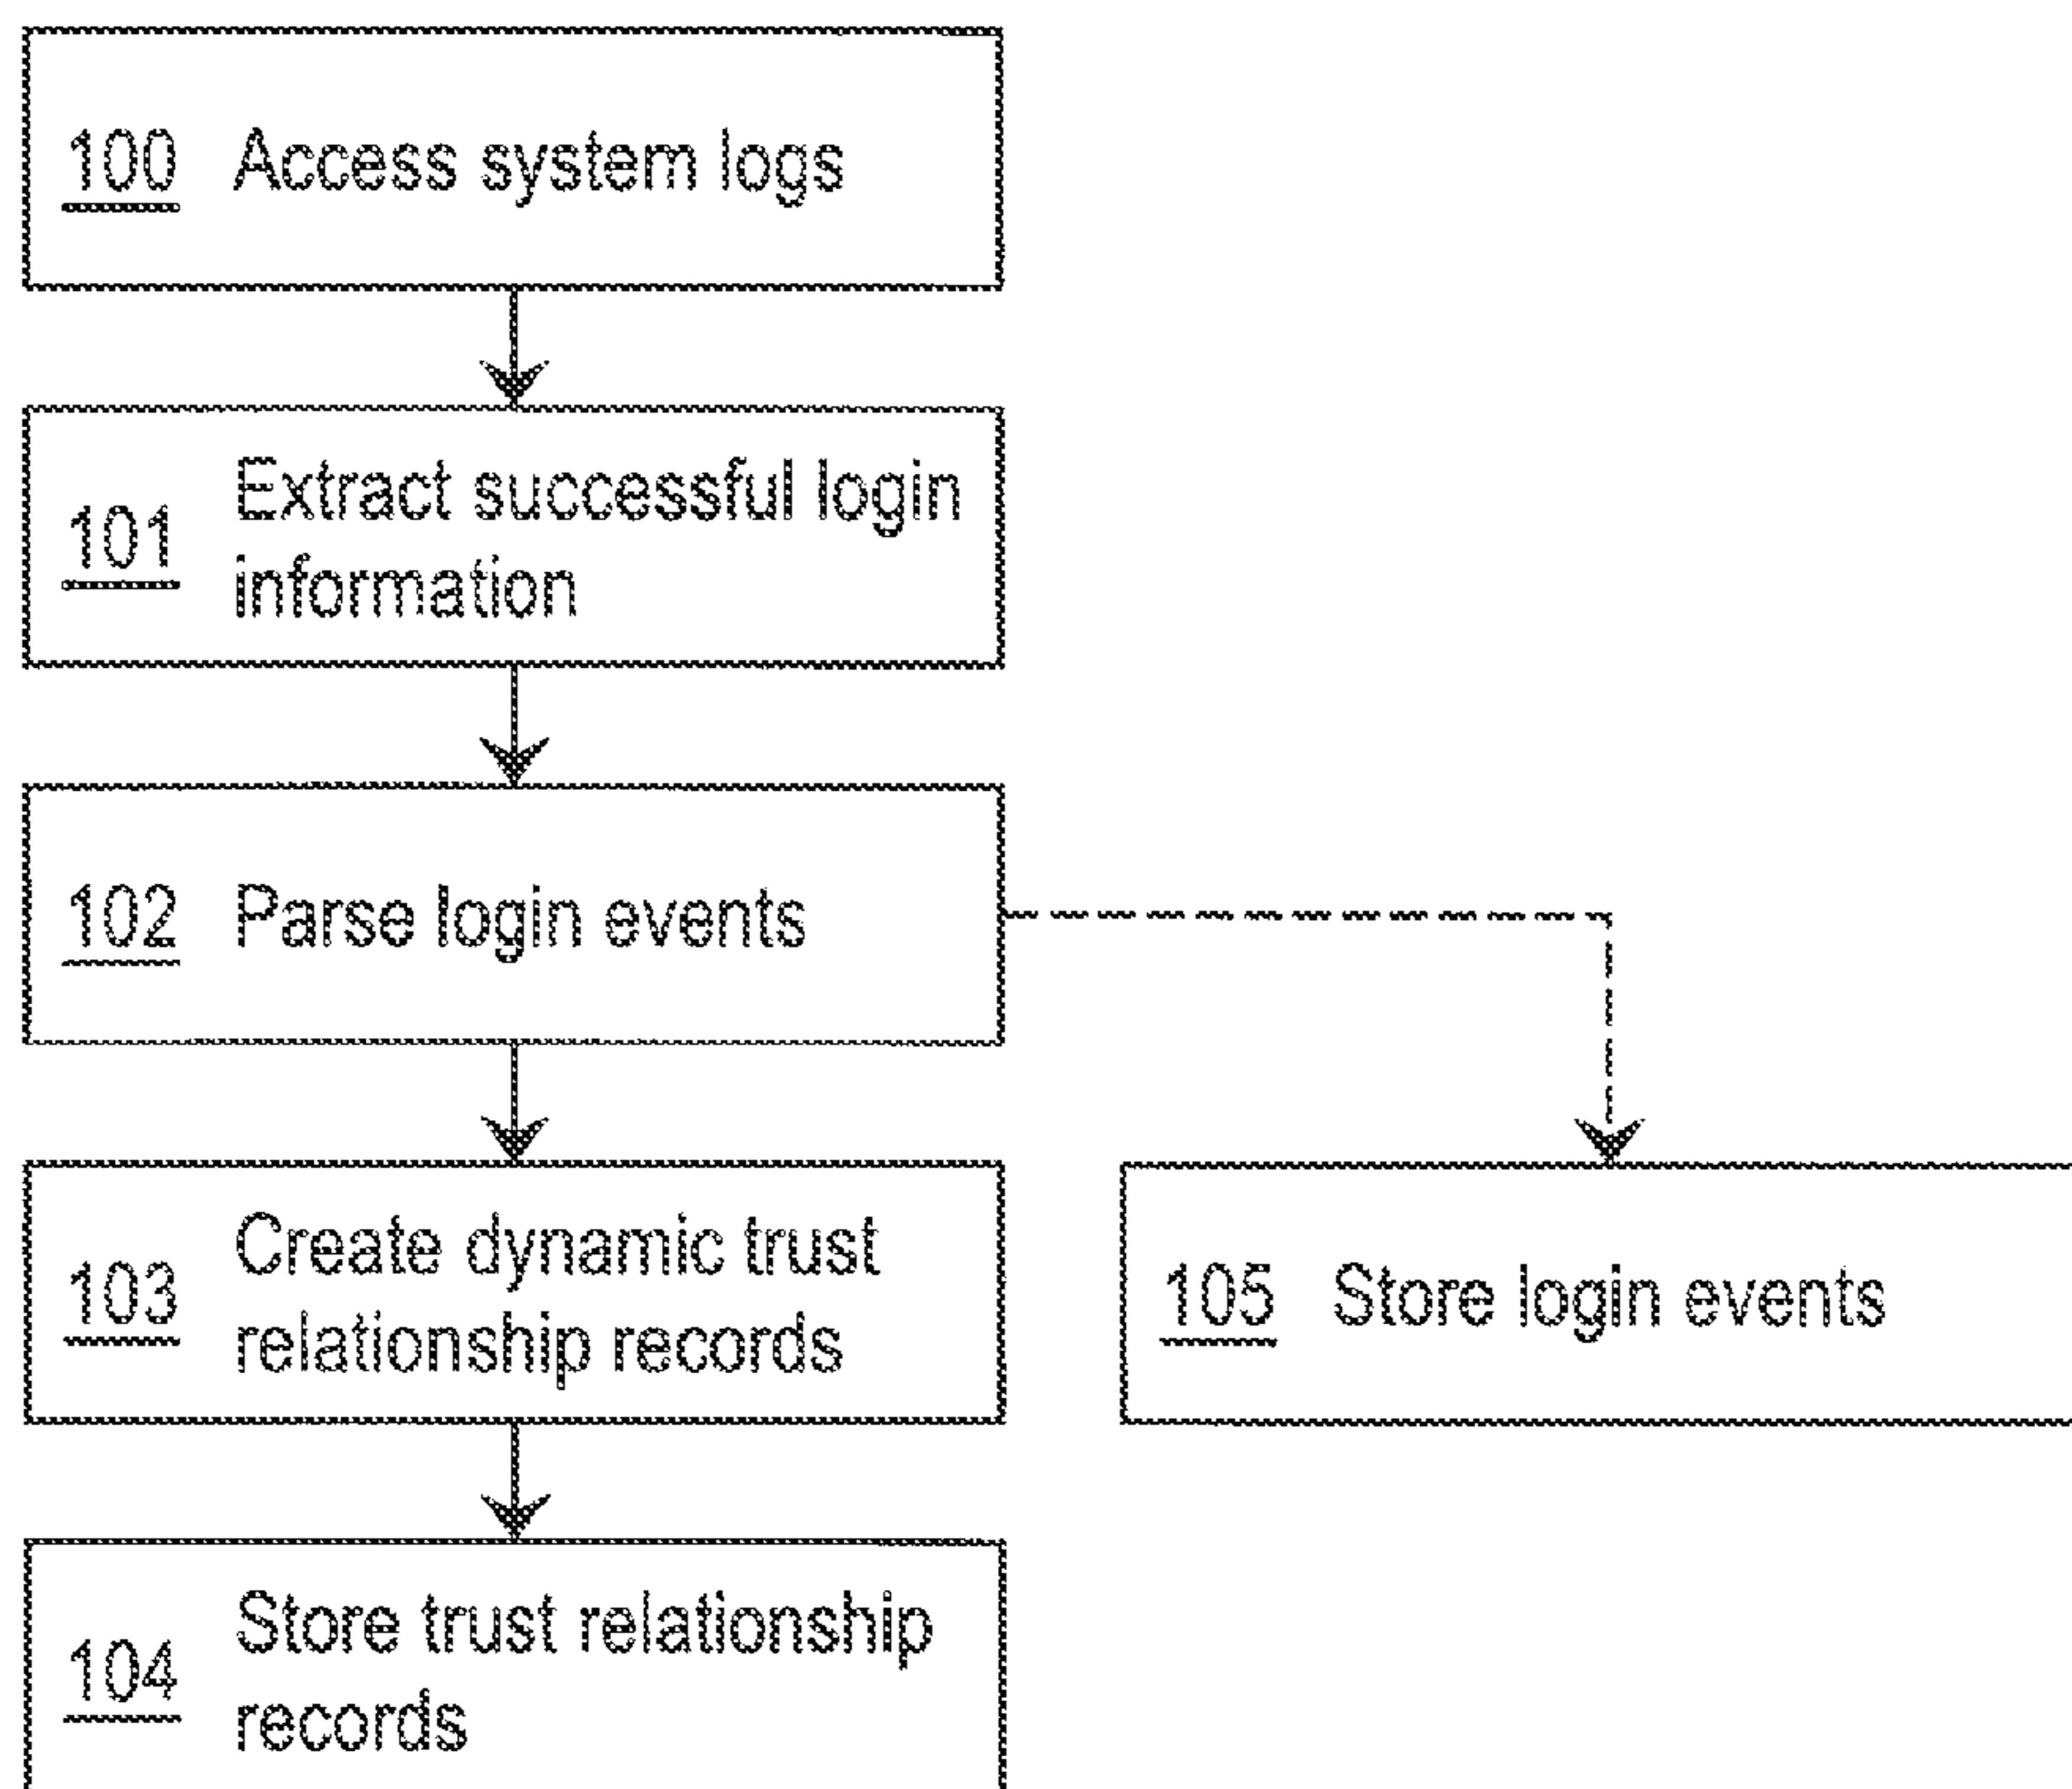 100 Access system logs
101 Extract successful login
information
102 Parse login events
103 Create dynamic trust
relationship records
105 Store login events
104 Store trust relationship
records